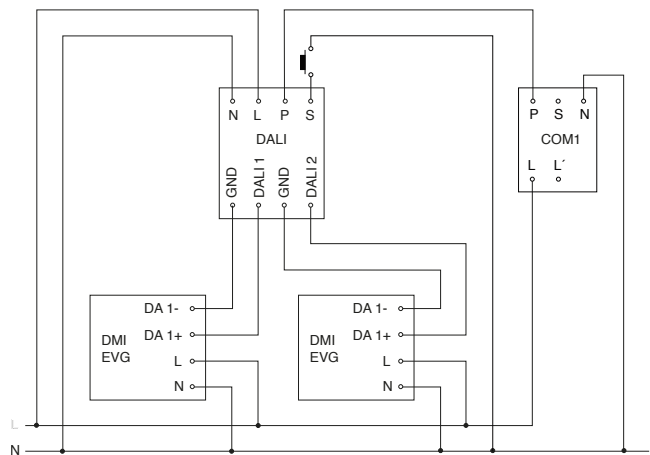 N L P S
DALI
GND DALI 1 GND DALI 2
P S N
COM1
L L´
DA 1-
DMI
EVG
DA 1+
L
N
DA 1-
DMI
EVG
DA 1+
L
N
L
N